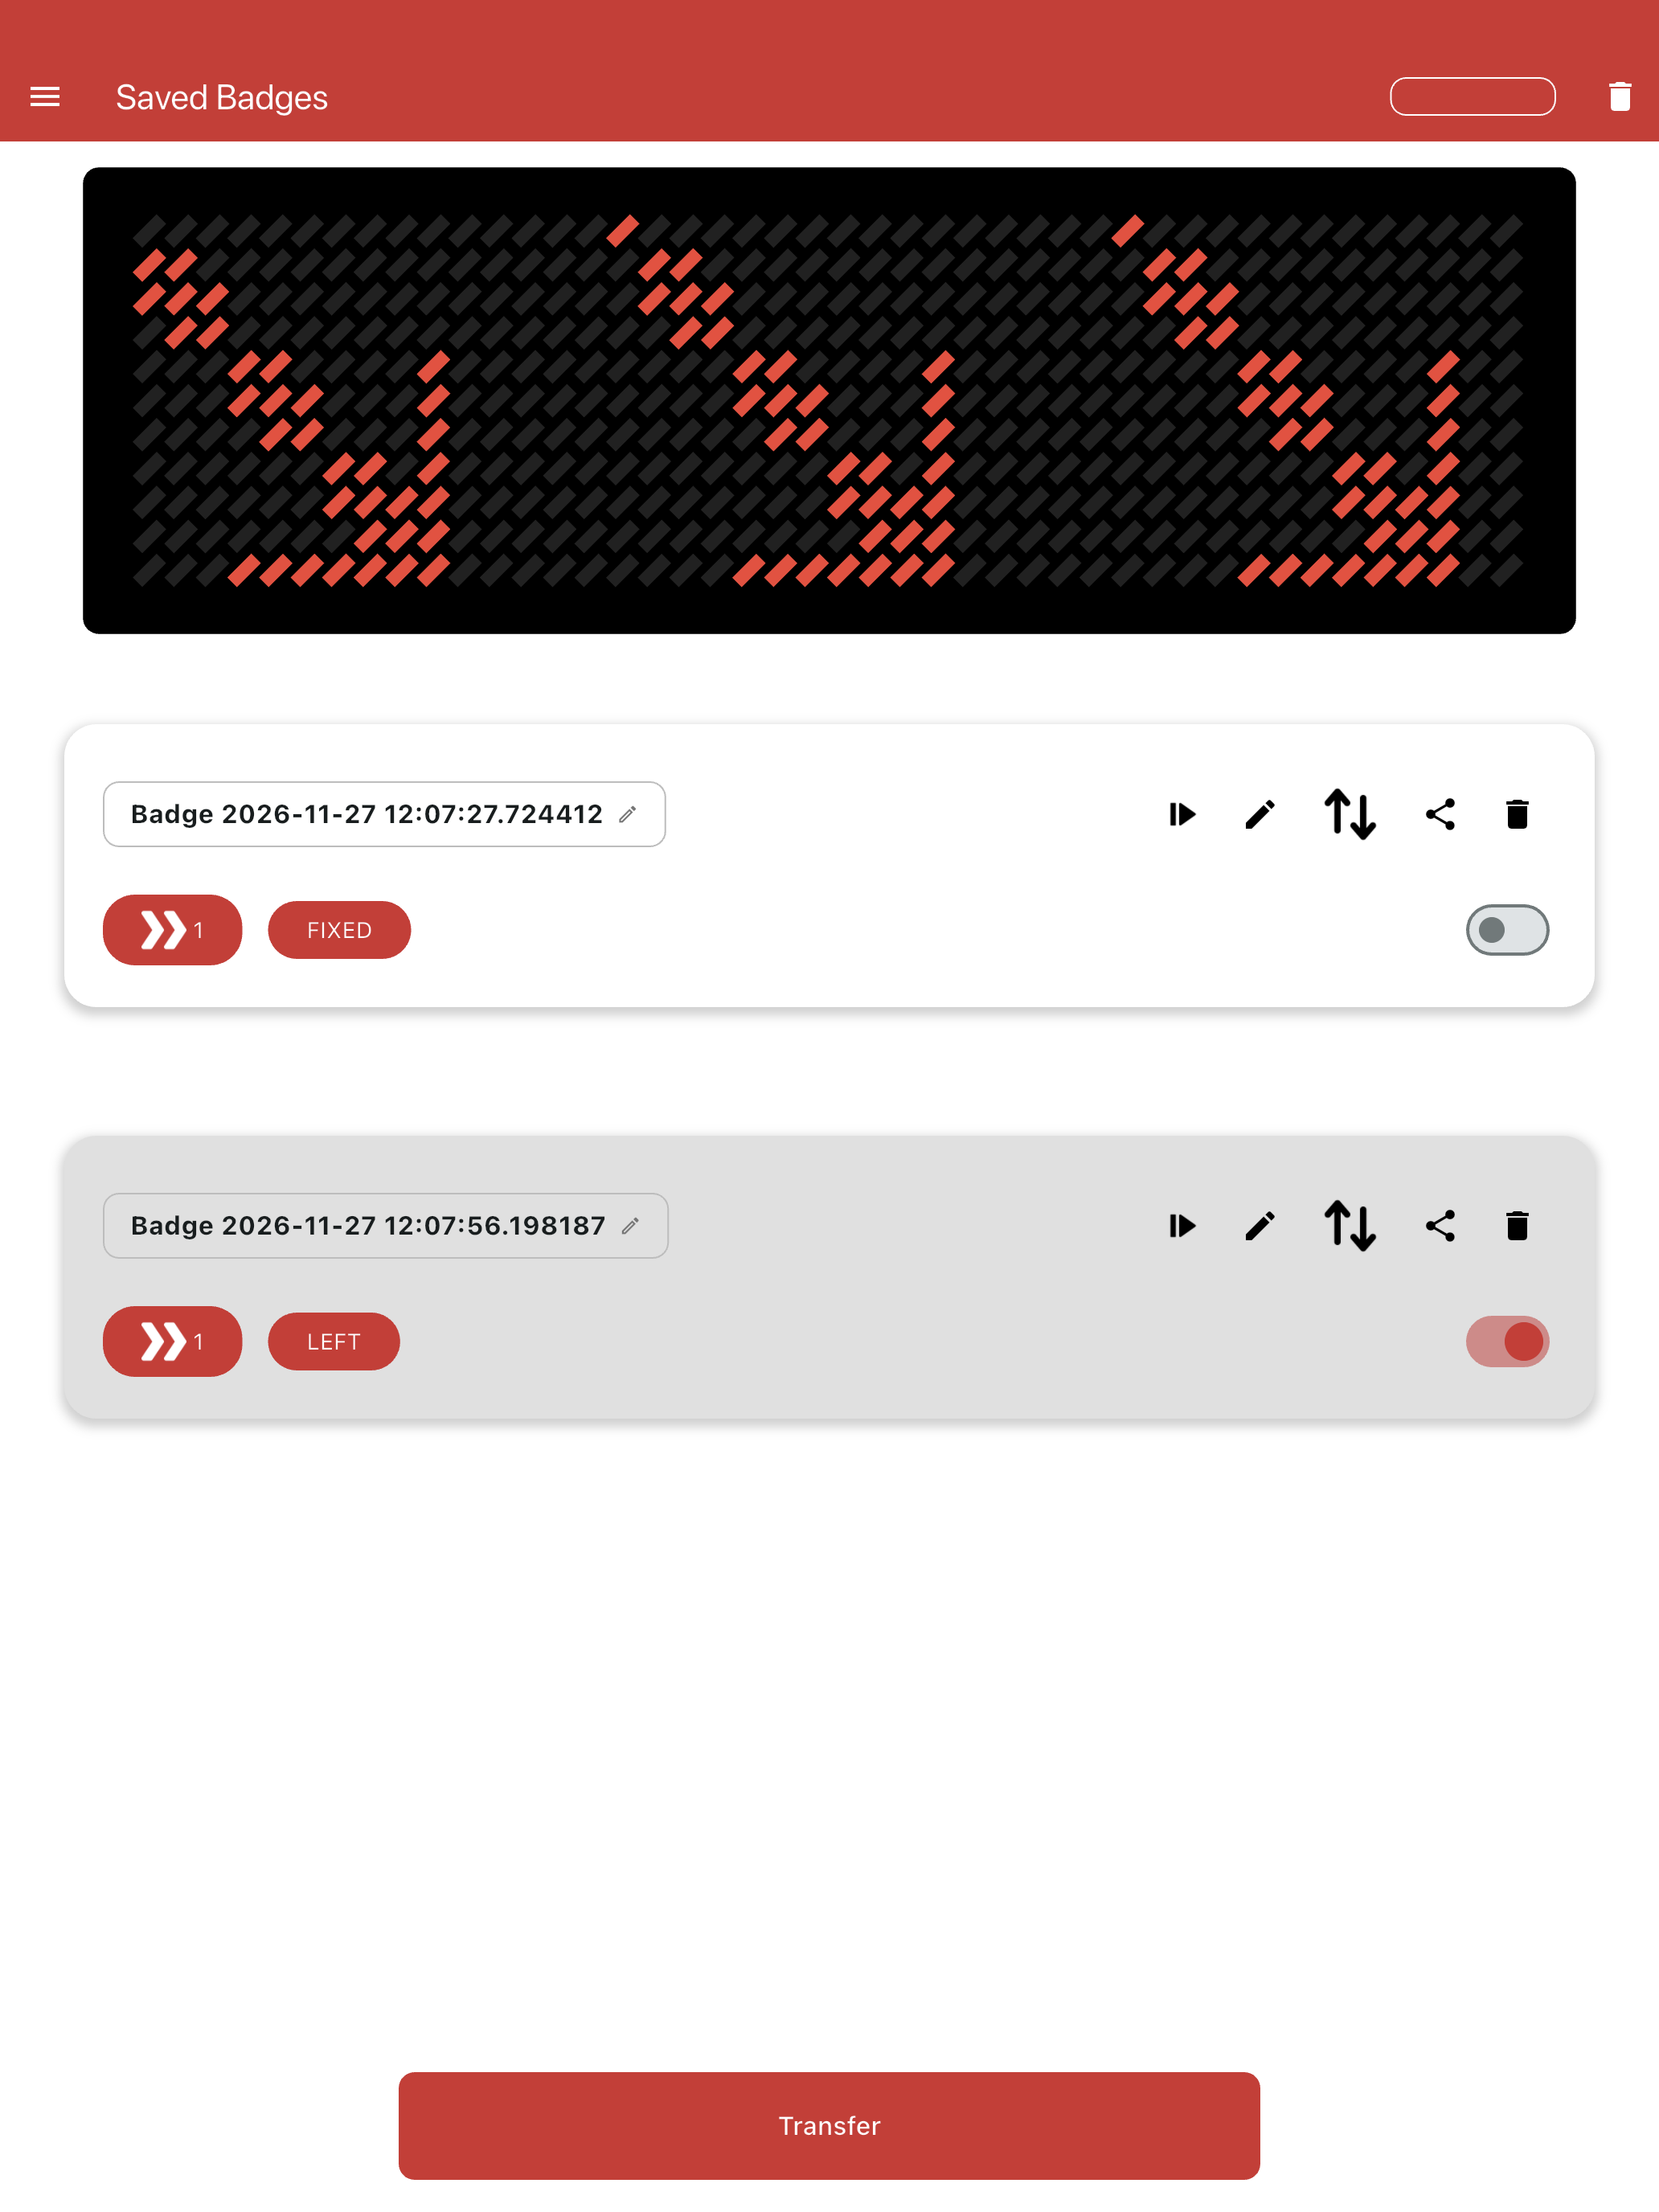 Saved Badges
Badge 2026-11-27 12:07:27.724412
1
FIXED
Badge 2026-11-27 12:07:56.198187
1
LEFT
Transfer